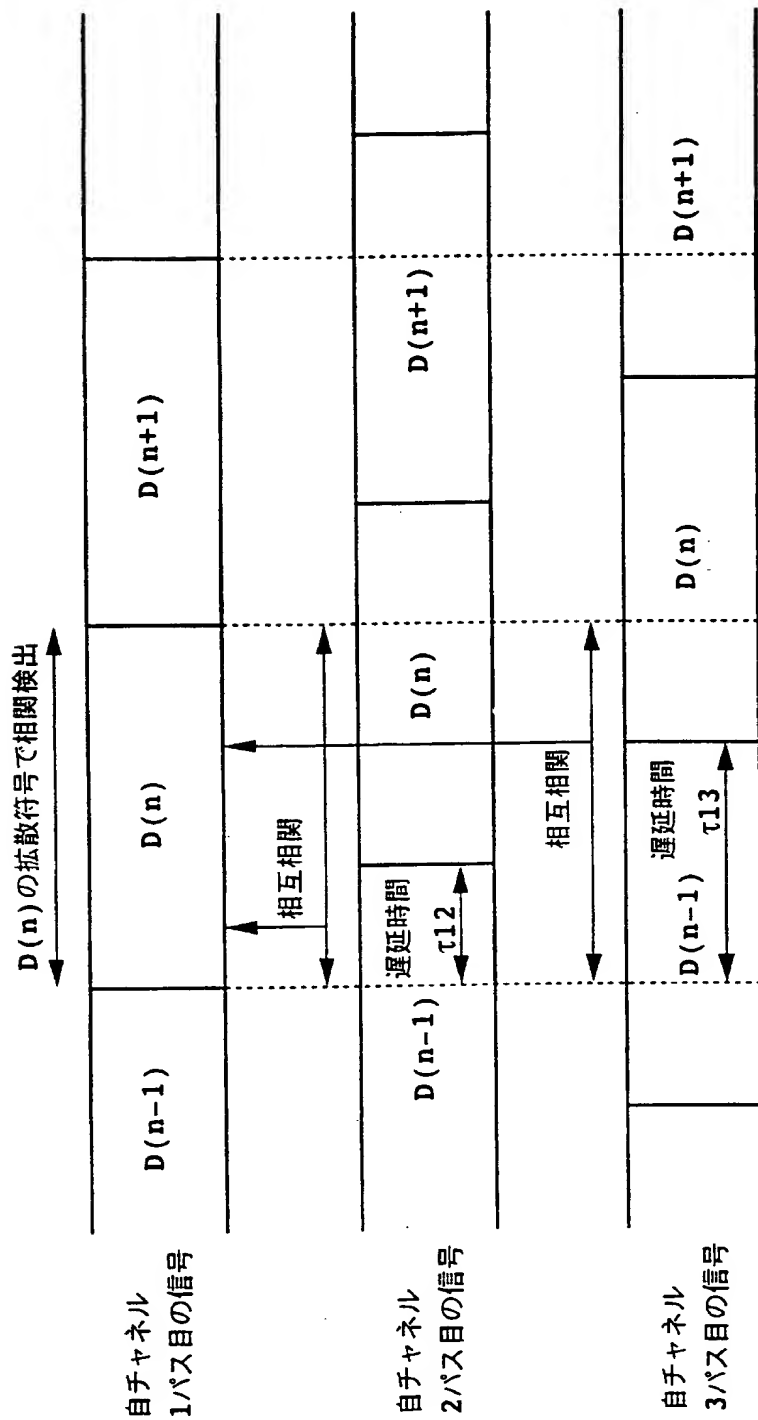 D(n)の拡散符号で相関検出
自チャネル
1パス目の信号
D(n-1)
D(n)
D(n+1)
相互相関
自チャネル
2パス目の信号
D(n-1)
遅延時間
τ12
D(n)
D(n+1)
相互相関
自チャネル
3パス目の信号
D(n-1)
遅延時間
τ13
D(n)
D(n+1)